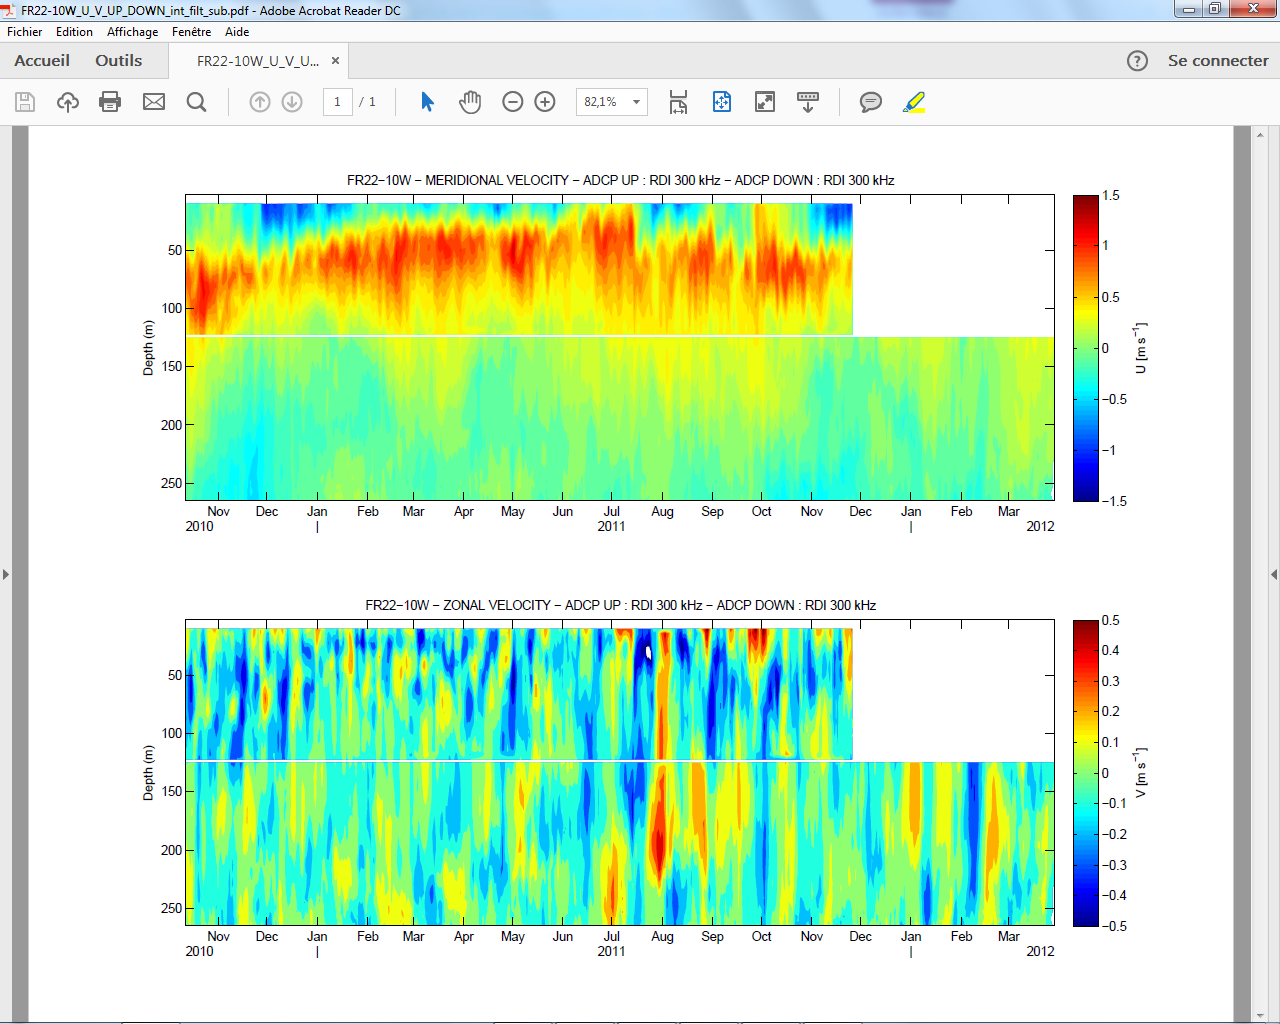 FR22-10W_U_V_UP_DOWN_int_filt_sub.pdf - Adobe Acrobat Reader DC
Fichier Edition Affichage Fenêtre Aide
Accueil Outils FR22-10W_U_V_U... × ? Se connecter
1 / 1 82,1%
FR22−10W − MERIDIONAL VELOCITY − ADCP UP : RDI 300 kHz − ADCP DOWN : RDI 300 kHz
50
100
150
200
250
Depth (m)
Nov Dec Jan Feb Mar Apr May Jun Jul Aug Sep Oct Nov Dec Jan Feb Mar
2010 | 2011 | 2012
1.5
1
0.5
0
−0.5
−1
−1.5
U [m s⁻¹]
FR22−10W − ZONAL VELOCITY − ADCP UP : RDI 300 kHz − ADCP DOWN : RDI 300 kHz
50
100
150
200
250
Depth (m)
Nov Dec Jan Feb Mar Apr May Jun Jul Aug Sep Oct Nov Dec Jan Feb Mar
2010 | 2011 | 2012
0.5
0.4
0.3
0.2
0.1
0
−0.1
−0.2
−0.3
−0.4
−0.5
V [m s⁻¹]